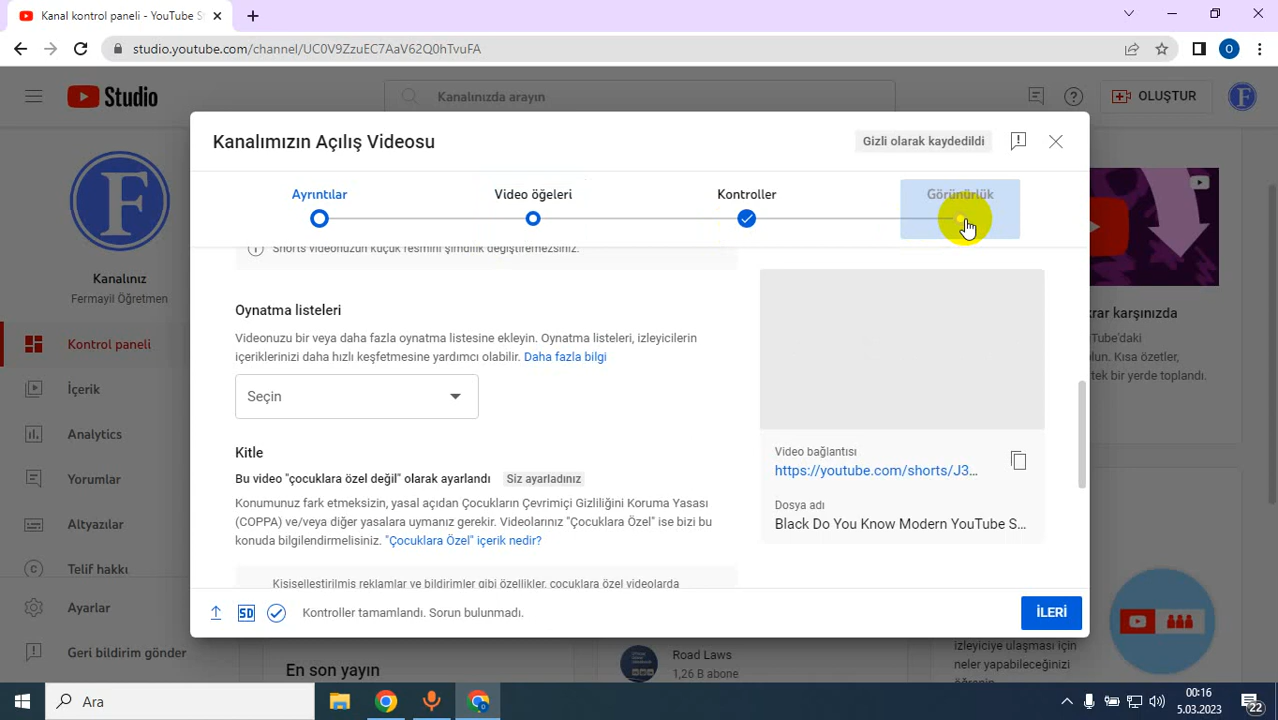 Kanal kontrol paneli - YouTube S
studio.youtube.com/channel/UC0V9ZzuEC7AaV62Q0hTvuFA
O
Studio
Kanalınızda arayın
OLUŞTUR
F
Kanalımızın Açılış Videosu
Gizli olarak kaydedildi
Ayrıntılar
Video öğeleri
Kontroller
Görünürlük
Shorts videonuzun küçük resmini şimdilik değiştiremezsiniz.
Oynatma listeleri
Videonuzu bir veya daha fazla oynatma listesine ekleyin. Oynatma listeleri, izleyicilerin
içeriklerinizi daha hızlı keşfetmesine yardımcı olabilir. Daha fazla bilgi
Seçin
Kitle
Bu video "çocuklara özel değil" olarak ayarlandı Siz ayarladınız
Konumunuz fark etmeksizin, yasal açıdan Çocukların Çevrimiçi Gizliliğini Koruma Yasası
(COPPA) ve/veya diğer yasalara uymanız gerekir. Videolarınız "Çocuklara Özel" ise bizi bu
konuda bilgilendirmelisiniz. "Çocuklara Özel" içerik nedir?
Kişiselleştirilmiş reklamlar ve bildirimler gibi özellikler, çocuklara özel videolarda
Video bağlantısı
https://youtube.com/shorts/J3...
Dosya adı
Black Do You Know Modern YouTube S...
SD
Kontroller tamamlandı. Sorun bulunmadı.
İLERİ
F
Kanalınız
Fermayil Öğretmen
Kontrol paneli
İçerik
Analytics
Yorumlar
Altyazılar
Telif hakkı
Ayarlar
Geri bildirim gönder
rar karşınızda
uTube'daki
olun. Kısa özetler,
tek bir yerde toplandı.
En son yayın
Road Laws
1,26 B abone
izleyiciye ulaşması için
neler yapabileceğinizi
öğrenin
Ara
00:16
5.03.2023
22